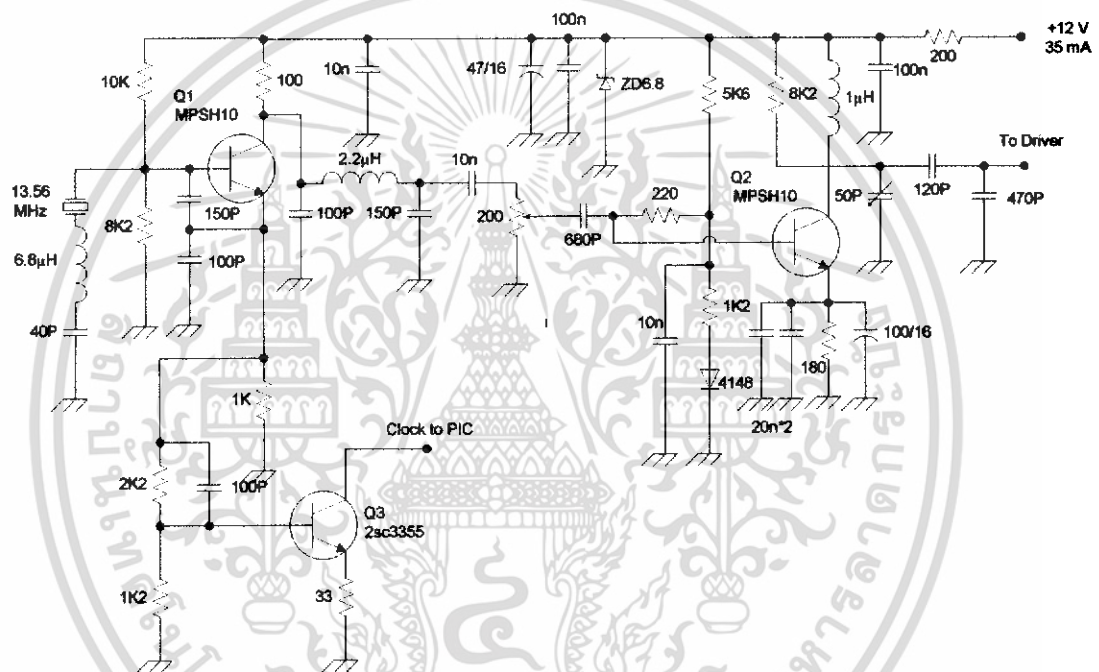 100n
+12 V
35 mA
10K
Q1
MPSH10
100
10n
47/16
ZD6.8
5K6
8K2
1μH
100n
200
To Driver
13.56
MHz
150P
2.2μH
10n
Q2
MPSH10
50P
120P
470P
8K2
100P
150P
200
220
680P
6.8μH
100P
40P
10n
1K2
100/16
180
4148
20n*2
1K
Clock to PIC
2K2
100P
Q3
2sc3355
1K2
33